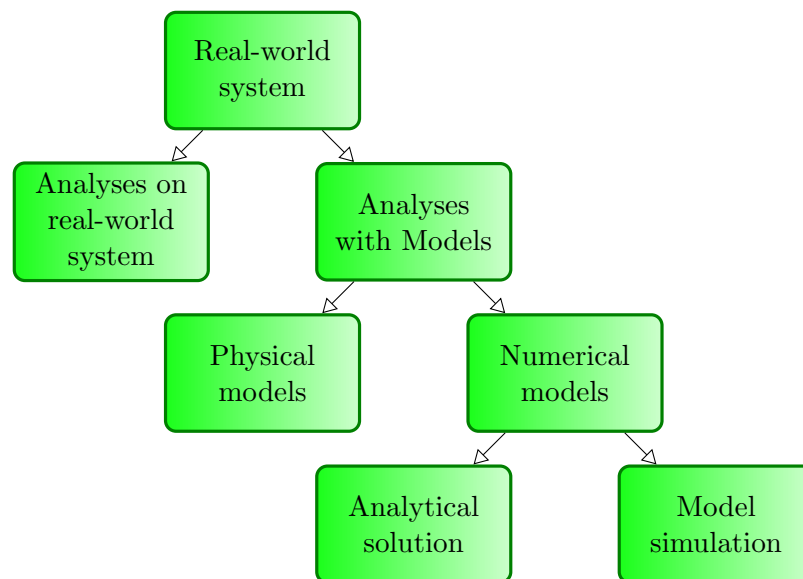 Real-world
system
Analyses on
real-world
system
Analyses
with Models
Physical
models
Numerical
models
Analytical
solution
Model
simulation